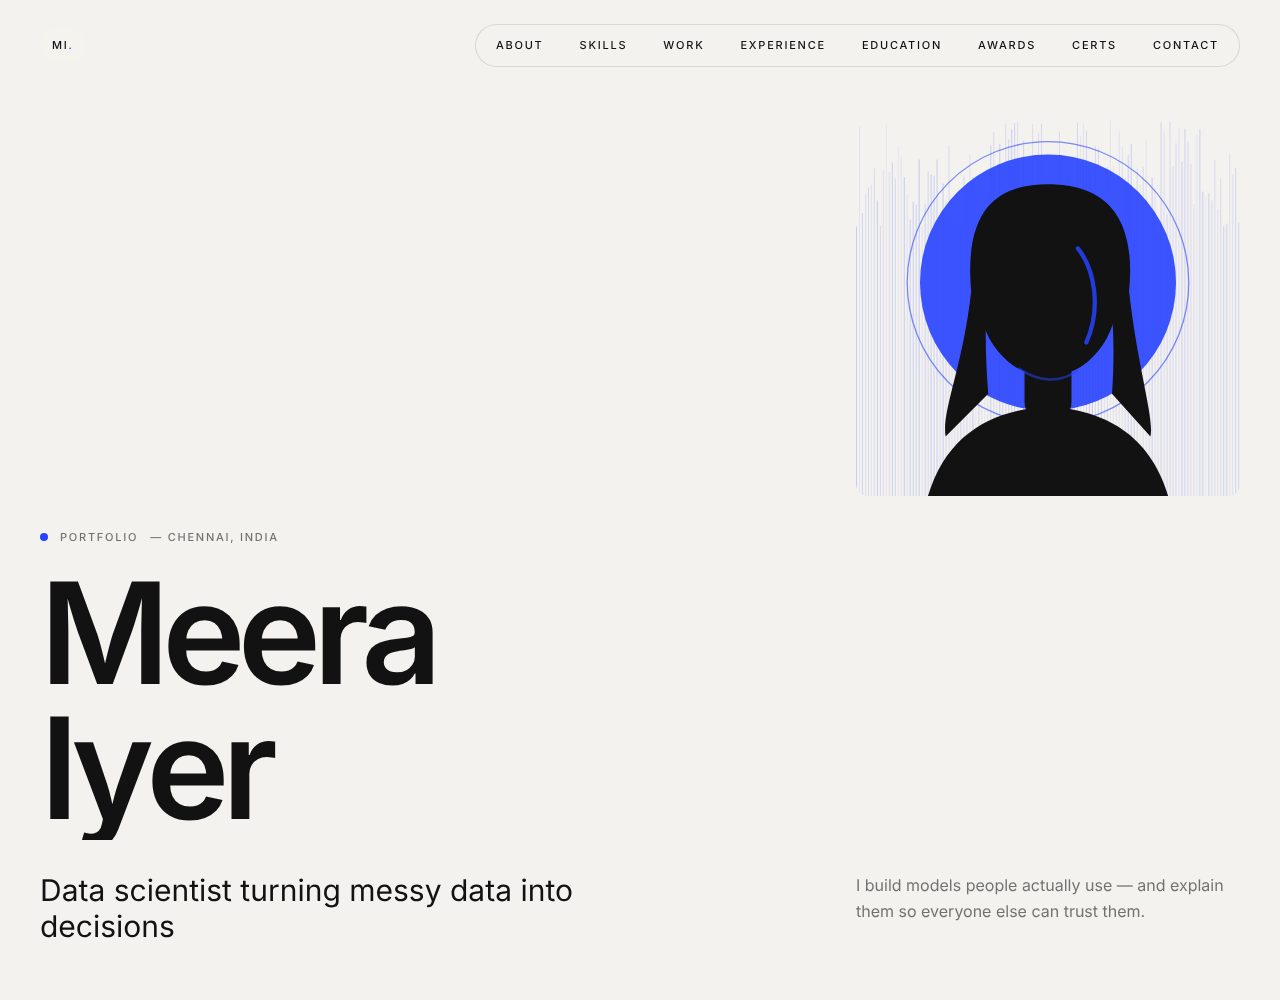 MI.
ABOUT SKILLS WORK EXPERIENCE EDUCATION AWARDS CERTS CONTACT
PORTFOLIO — CHENNAI, INDIA
Meera
Iyer
Data scientist turning messy data into
decisions
I build models people actually use — and explain
them so everyone else can trust them.